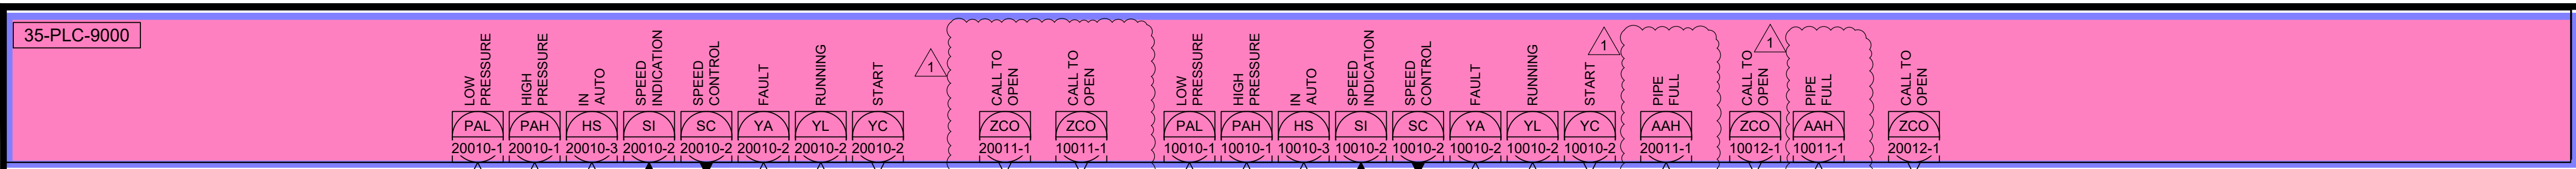 35-PLC-9000
LOW
PRESSURE
HIGH
PRESSURE
IN
AUTO
SPEED
INDICATION
SPEED
CONTROL
FAULT
RUNNING
START
1
CALL TO
OPEN
CALL TO
OPEN
LOW
PRESSURE
HIGH
PRESSURE
IN
AUTO
SPEED
INDICATION
SPEED
CONTROL
FAULT
RUNNING
START
1
PIPE
FULL
CALL TO
OPEN
1
PIPE
FULL
CALL TO
OPEN
PAL PAH HS SI SC YA YL YC ZCO ZCO PAL PAH HS SI SC YA YL YC AAH ZCO AAH ZCO
20010-1 20010-1 20010-3 20010-2 20010-2 20010-2 20010-2 20010-2 20011-1 10011-1 10010-1 10010-1 10010-3 10010-2 10010-2 10010-2 10010-2 10010-2 20011-1 10012-1 10011-1 20012-1